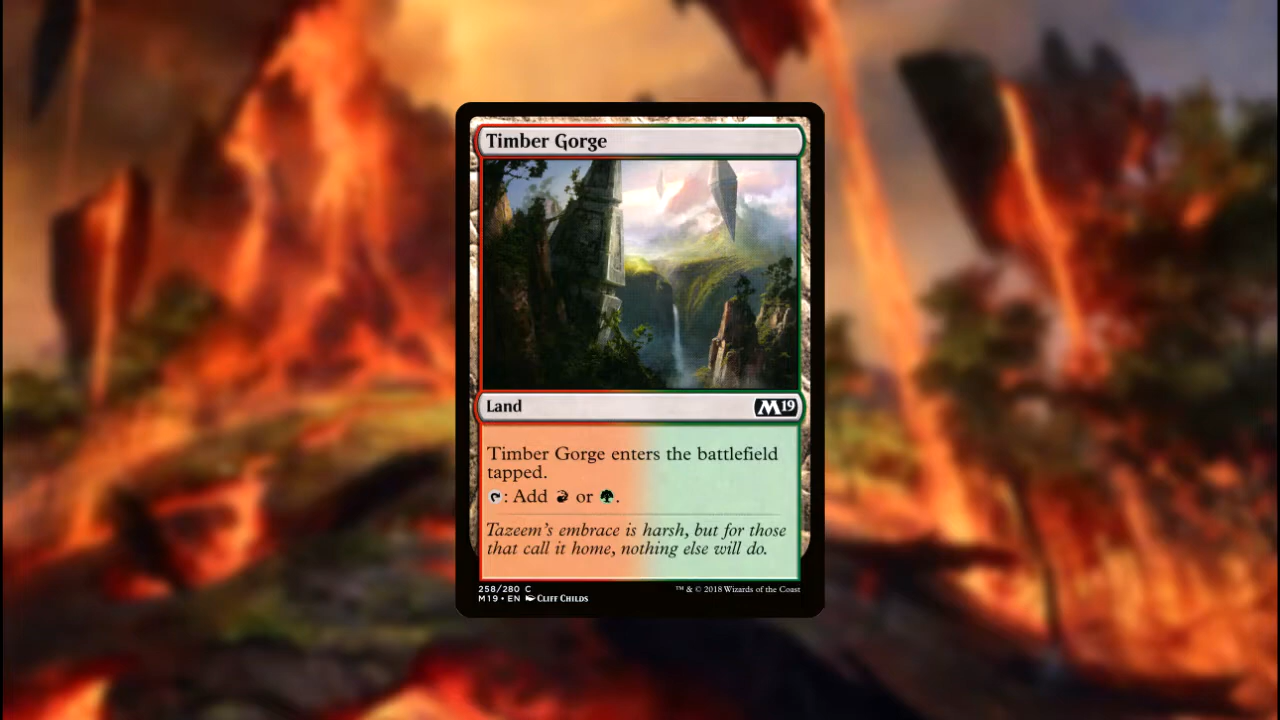 Timber Gorge
Land
M19
Timber Gorge enters the battlefield
tapped.
: Add or .
Tazeem's embrace is harsh, but for those
that call it home, nothing else will do.
258/280 C
M19 • EN Cliff Childs
™ & © 2018 Wizards of the Coast